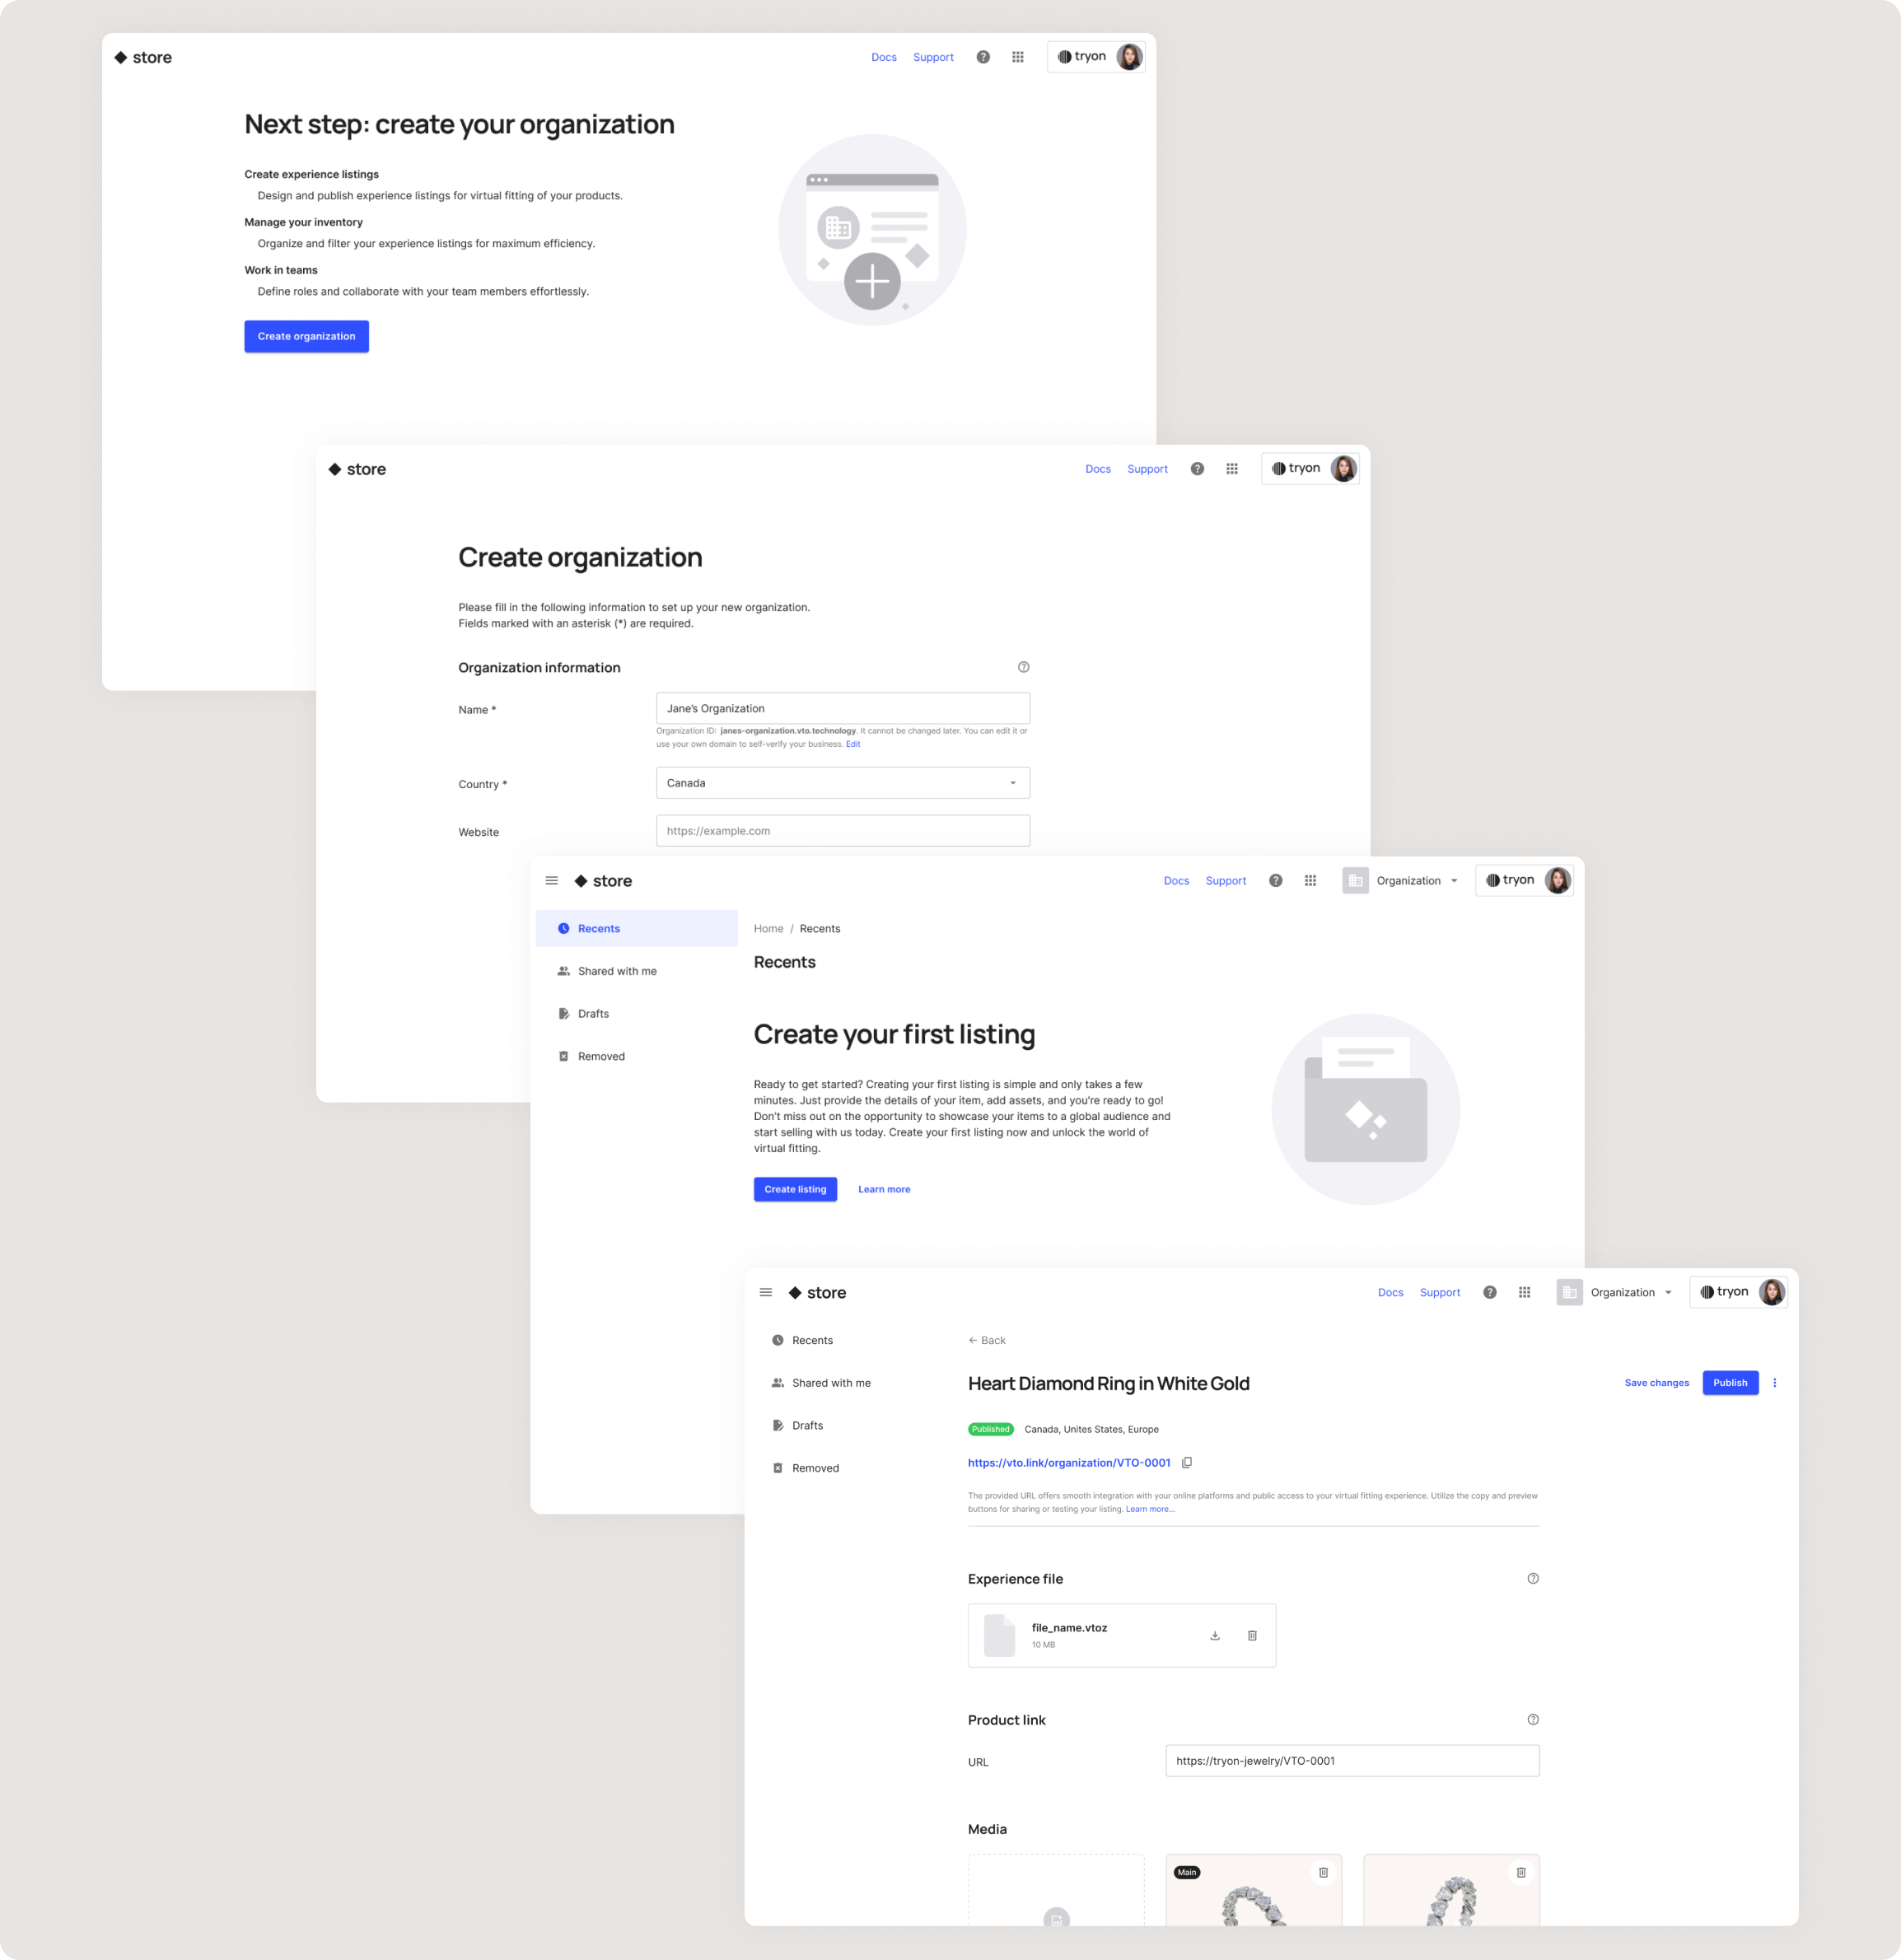 store
Docs Support tryon
Next step: create your organization
Create experience listings
Design and publish experience listings for virtual fitting of your products.
Manage your inventory
Organize and filter your experience listings for maximum efficiency.
Work in teams
Define roles and collaborate with your team members effortlessly.
Create organization
store
Docs Support tryon
Create organization
Please fill in the following information to set up your new organization.
Fields marked with an asterisk (*) are required.
Organization information
Name *
Jane's Organization
Organization ID: janes-organization.vto.technology. It cannot be changed later. You can edit it or
use your own domain to self-verify your business. Edit
Country *
Canada
Website
https://example.com
store
Docs Support Organization tryon
Recents
Shared with me
Drafts
Removed
Home / Recents
Recents
Create your first listing
Ready to get started? Creating your first listing is simple and only takes a few
minutes. Just provide the details of your item, add assets, and you're ready to go!
Don't miss out on the opportunity to showcase your items to a global audience and
start selling with us today. Create your first listing now and unlock the world of
virtual fitting.
Create listing Learn more
store
Docs Support Organization tryon
Recents
Shared with me
Drafts
Removed
← Back
Heart Diamond Ring in White Gold
Save changes Publish
Published Canada, Unites States, Europe
https://vto.link/organization/VTO-0001
The provided URL offers smooth integration with your online platforms and public access to your virtual fitting experience. Utilize the copy and preview
buttons for sharing or testing your listing. Learn more...
Experience file
file_name.vtoz
10 MB
Product link
URL
https://tryon-jewelry/VTO-0001
Media
Main